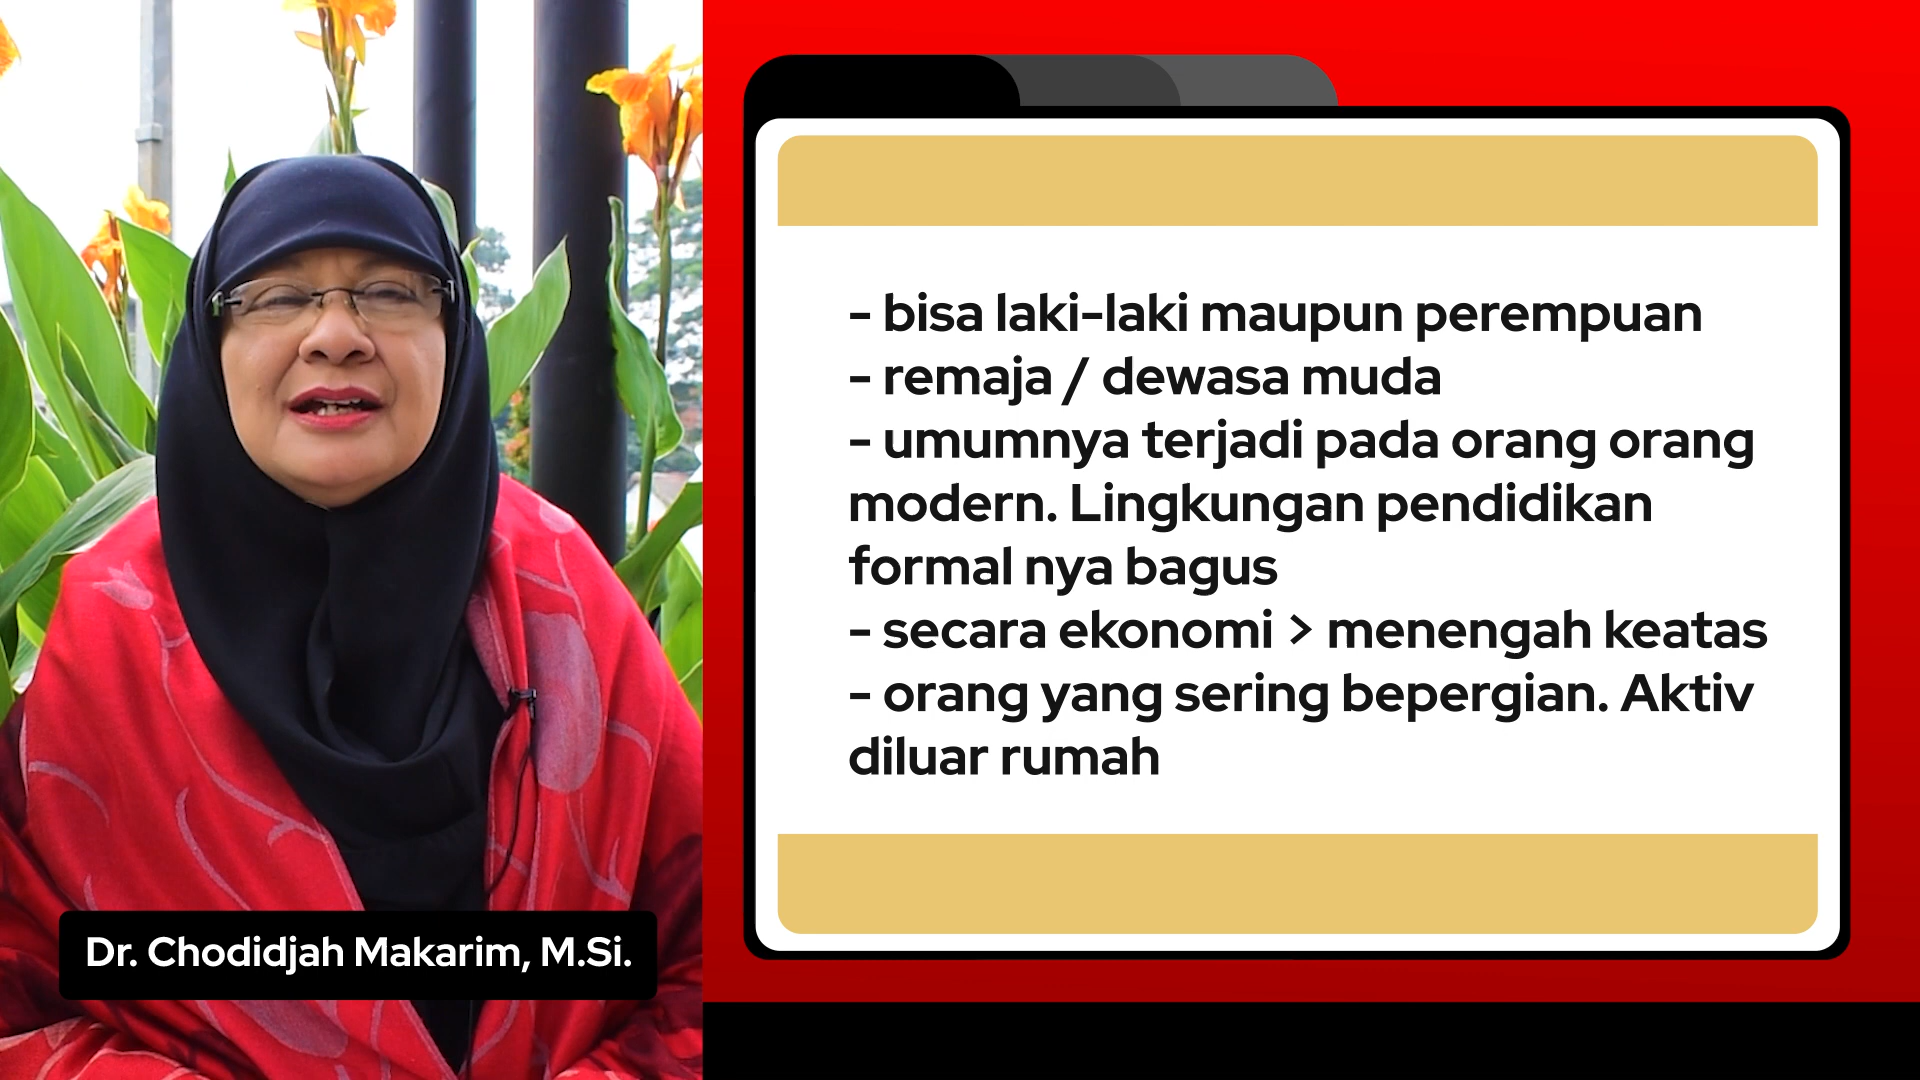 - bisa laki-laki maupun perempuan
- remaja / dewasa muda
- umumnya terjadi pada orang orang
modern. Lingkungan pendidikan
formal nya bagus
- secara ekonomi > menengah keatas
- orang yang sering bepergian. Aktiv
diluar rumah
Dr. Chodidjah Makarim, M.Si.